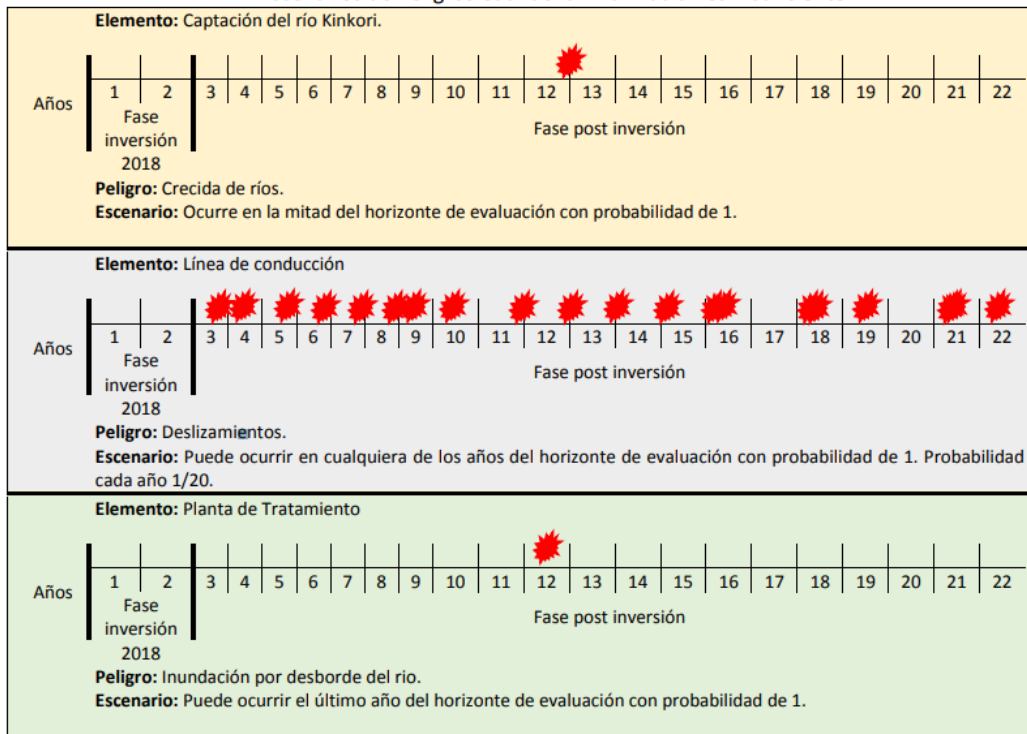 Elemento: Captación del río Kinkori.
Años
1 2 3 4 5 6 7 8 9 10 11 12 13 14 15 16 17 18 19 20 21 22
Fase
inversión
2018
Fase post inversión
Peligro: Crecida de ríos.
Escenario: Ocurre en la mitad del horizonte de evaluación con probabilidad de 1.
Elemento: Línea de conducción
Años
1 2 3 4 5 6 7 8 9 10 11 12 13 14 15 16 17 18 19 20 21 22
Fase
inversión
2018
Fase post inversión
Peligro: Deslizamientos.
Escenario: Puede ocurrir en cualquiera de los años del horizonte de evaluación con probabilidad de 1. Probabilidad
cada año 1/20.
Elemento: Planta de Tratamiento
Años
1 2 3 4 5 6 7 8 9 10 11 12 13 14 15 16 17 18 19 20 21 22
Fase
inversión
2018
Fase post inversión
Peligro: Inundación por desborde del rio.
Escenario: Puede ocurrir el último año del horizonte de evaluación con probabilidad de 1.